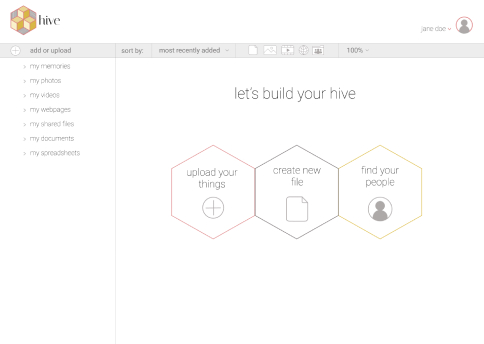 hive
jane doe
add or upload
sort by:
most recently added
100%
my memories
my photos
my videos
my webpages
my shared files
my documents
my spreadsheets
let's build your hive
upload your
things
create new
file
find your
people